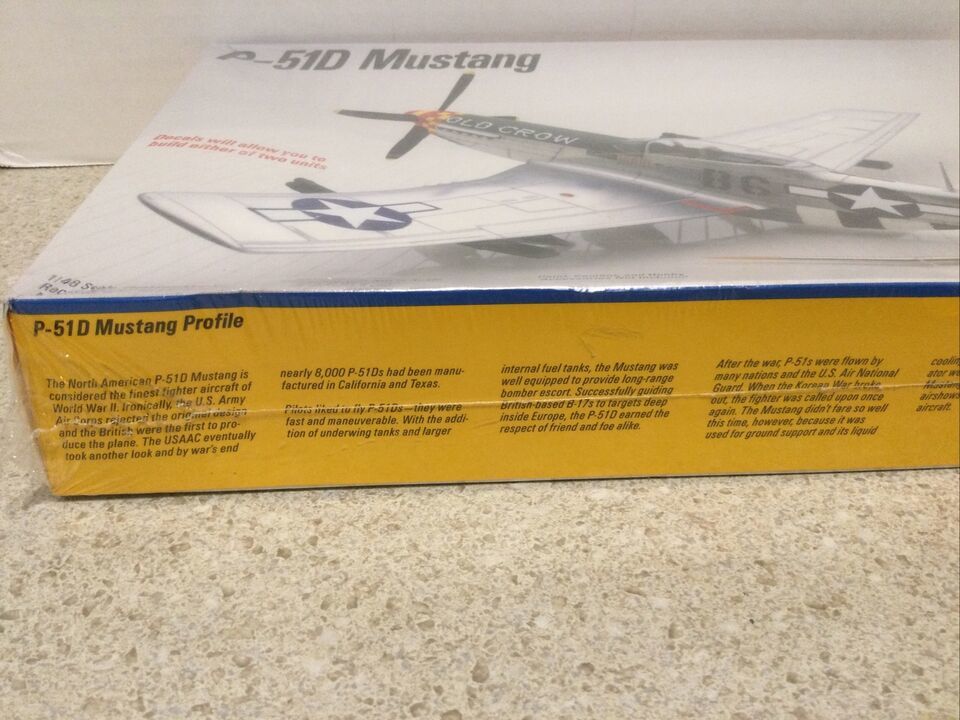 P-51D Mustang
Decals will allow you to
build either of two units
OLD CROW
B6
1/48 Scale
P-51D Mustang Profile
The North American P-51D Mustang is
considered the finest fighter aircraft of
World War II. Ironically, the U.S. Army
Air Corps rejected the original design
and the British were the first to pro-
duce the plane. The USAAC eventually
took another look and by war's end
nearly 8,000 P-51Ds had been manu-
factured in California and Texas.
Pilots liked to fly P-51Ds—they were
fast and maneuverable. With the addi-
tion of underwing tanks and larger
internal fuel tanks, the Mustang was
well equipped to provide long-range
bomber escort. Successfully guiding
British-based B-17s to targets deep
inside Europe, the P-51D earned the
respect of friend and foe alike.
After the war, P-51s were flown by
many nations and the U.S. Air National
Guard. When the Korean War broke
out, the fighter was called upon once
again. The Mustang didn't fare so well
this time, however, because it was
used for ground support and its liquid
ator we
airshows
aircraft.